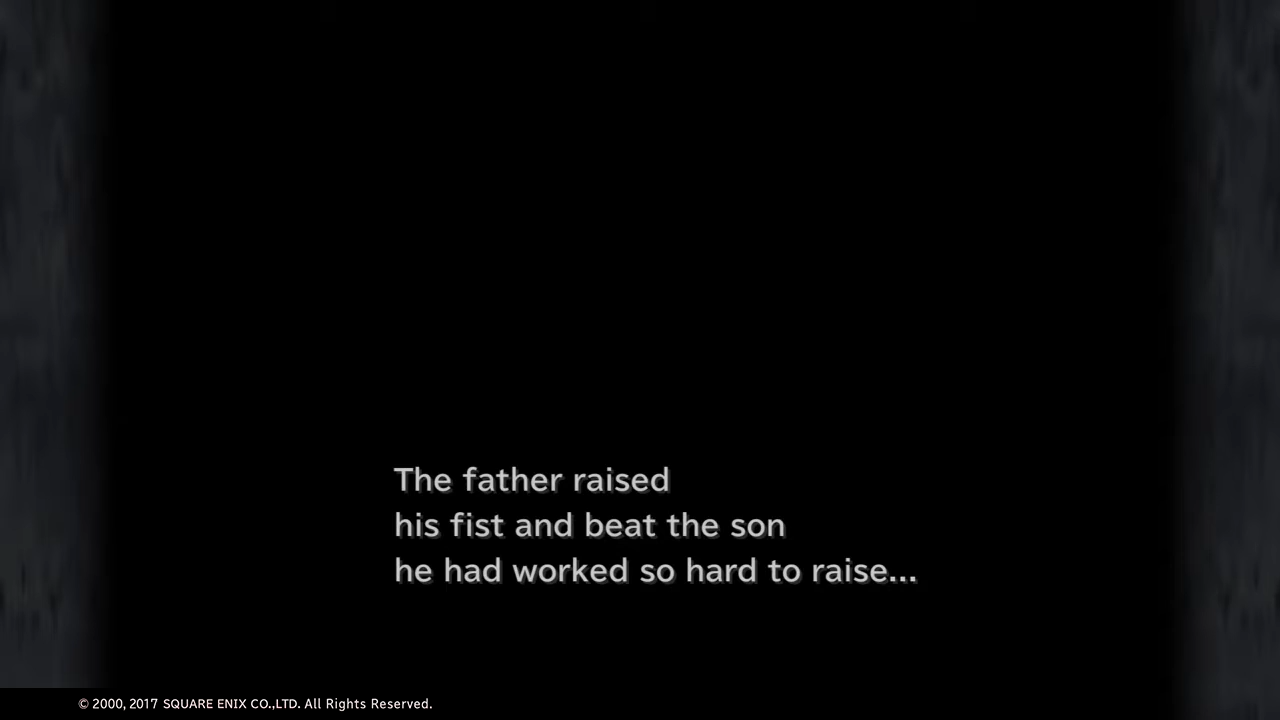 The father raised
his fist and beat the son
he had worked so hard to raise...
© 2000, 2017 SQUARE ENIX CO.,LTD. All Rights Reserved.